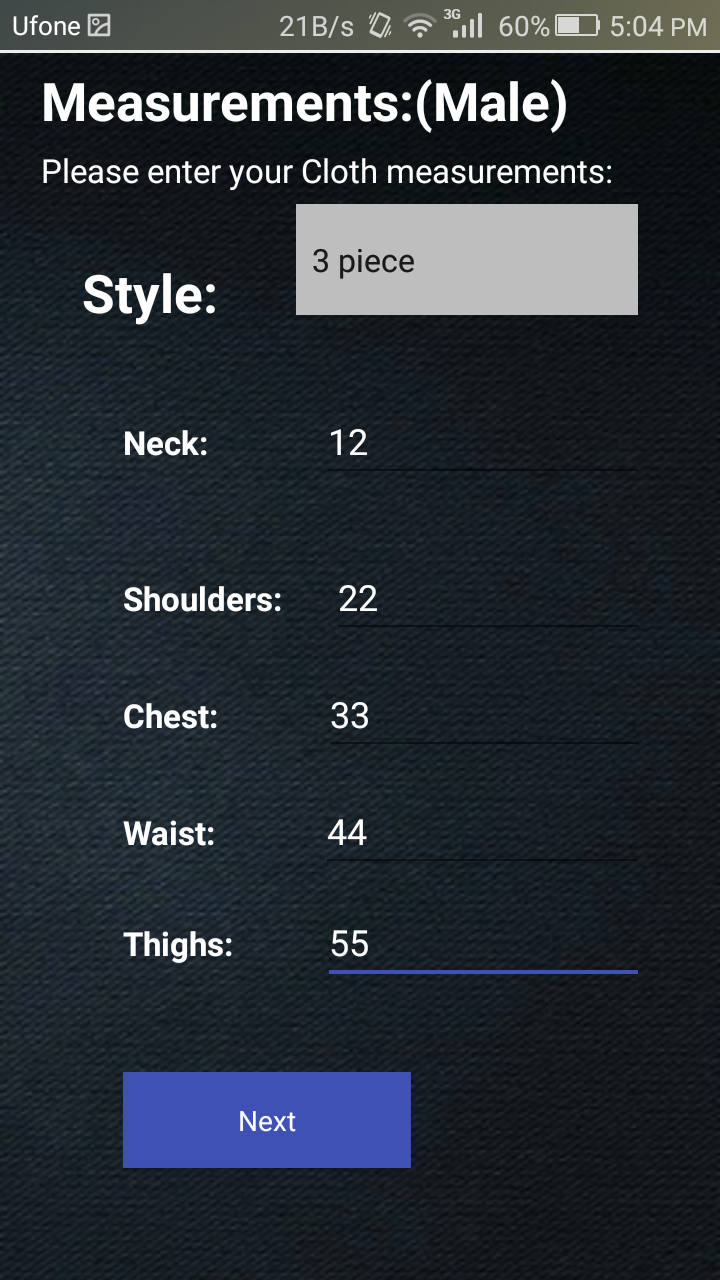 Ufone 21B/s 3G 60% 5:04 PM
Measurements:(Male)
Please enter your Cloth measurements:
3 piece
Style:
Neck: 12
Shoulders: 22
Chest: 33
Waist: 44
Thighs: 55
Next